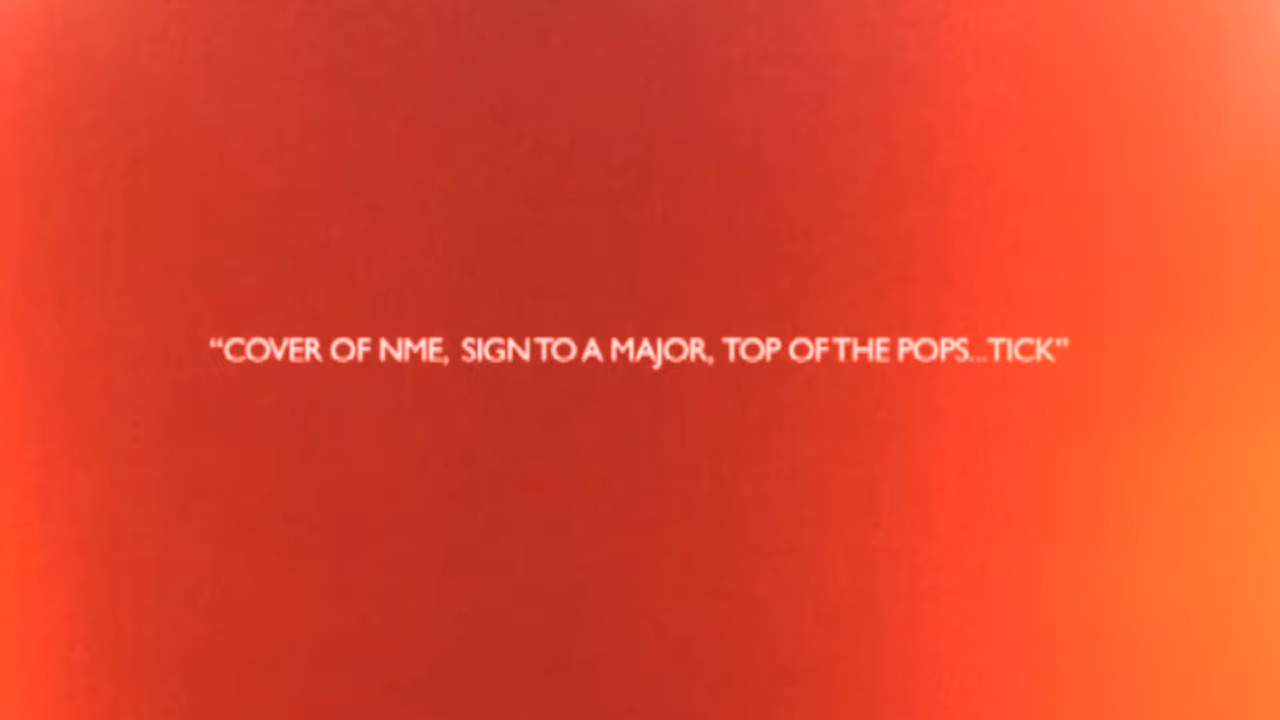 “COVER OF NME, SIGN TO A MAJOR, TOP OF THE POPS...TICK”